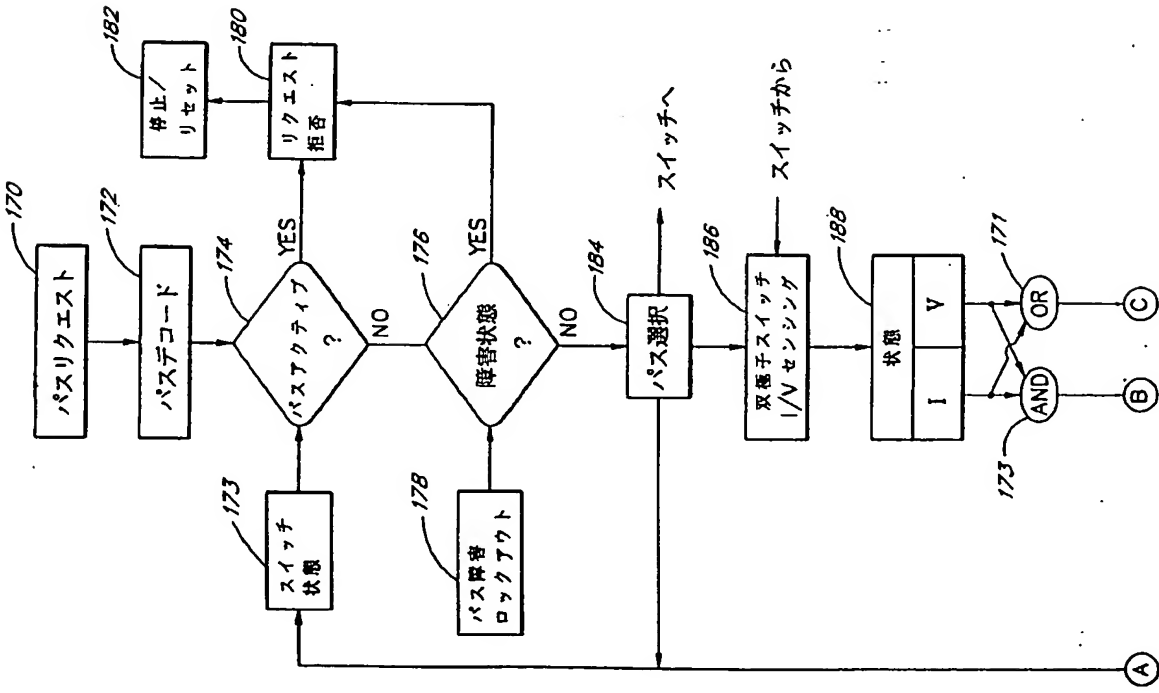 170
パスリクエスト
172
パスデコード
182
停止/
リセット
180
リクエスト
拒否
174
パスアクティブ
?
YES
NO
173
スイッチ
状態
176
障害状態
?
YES
NO
178
パス障害
ロックアウト
184
パス選択
スイッチへ
186
双極子スイッチ
I/V センシング
スイッチから
188
状態
I
V
173
AND
OR
171
A
B
C